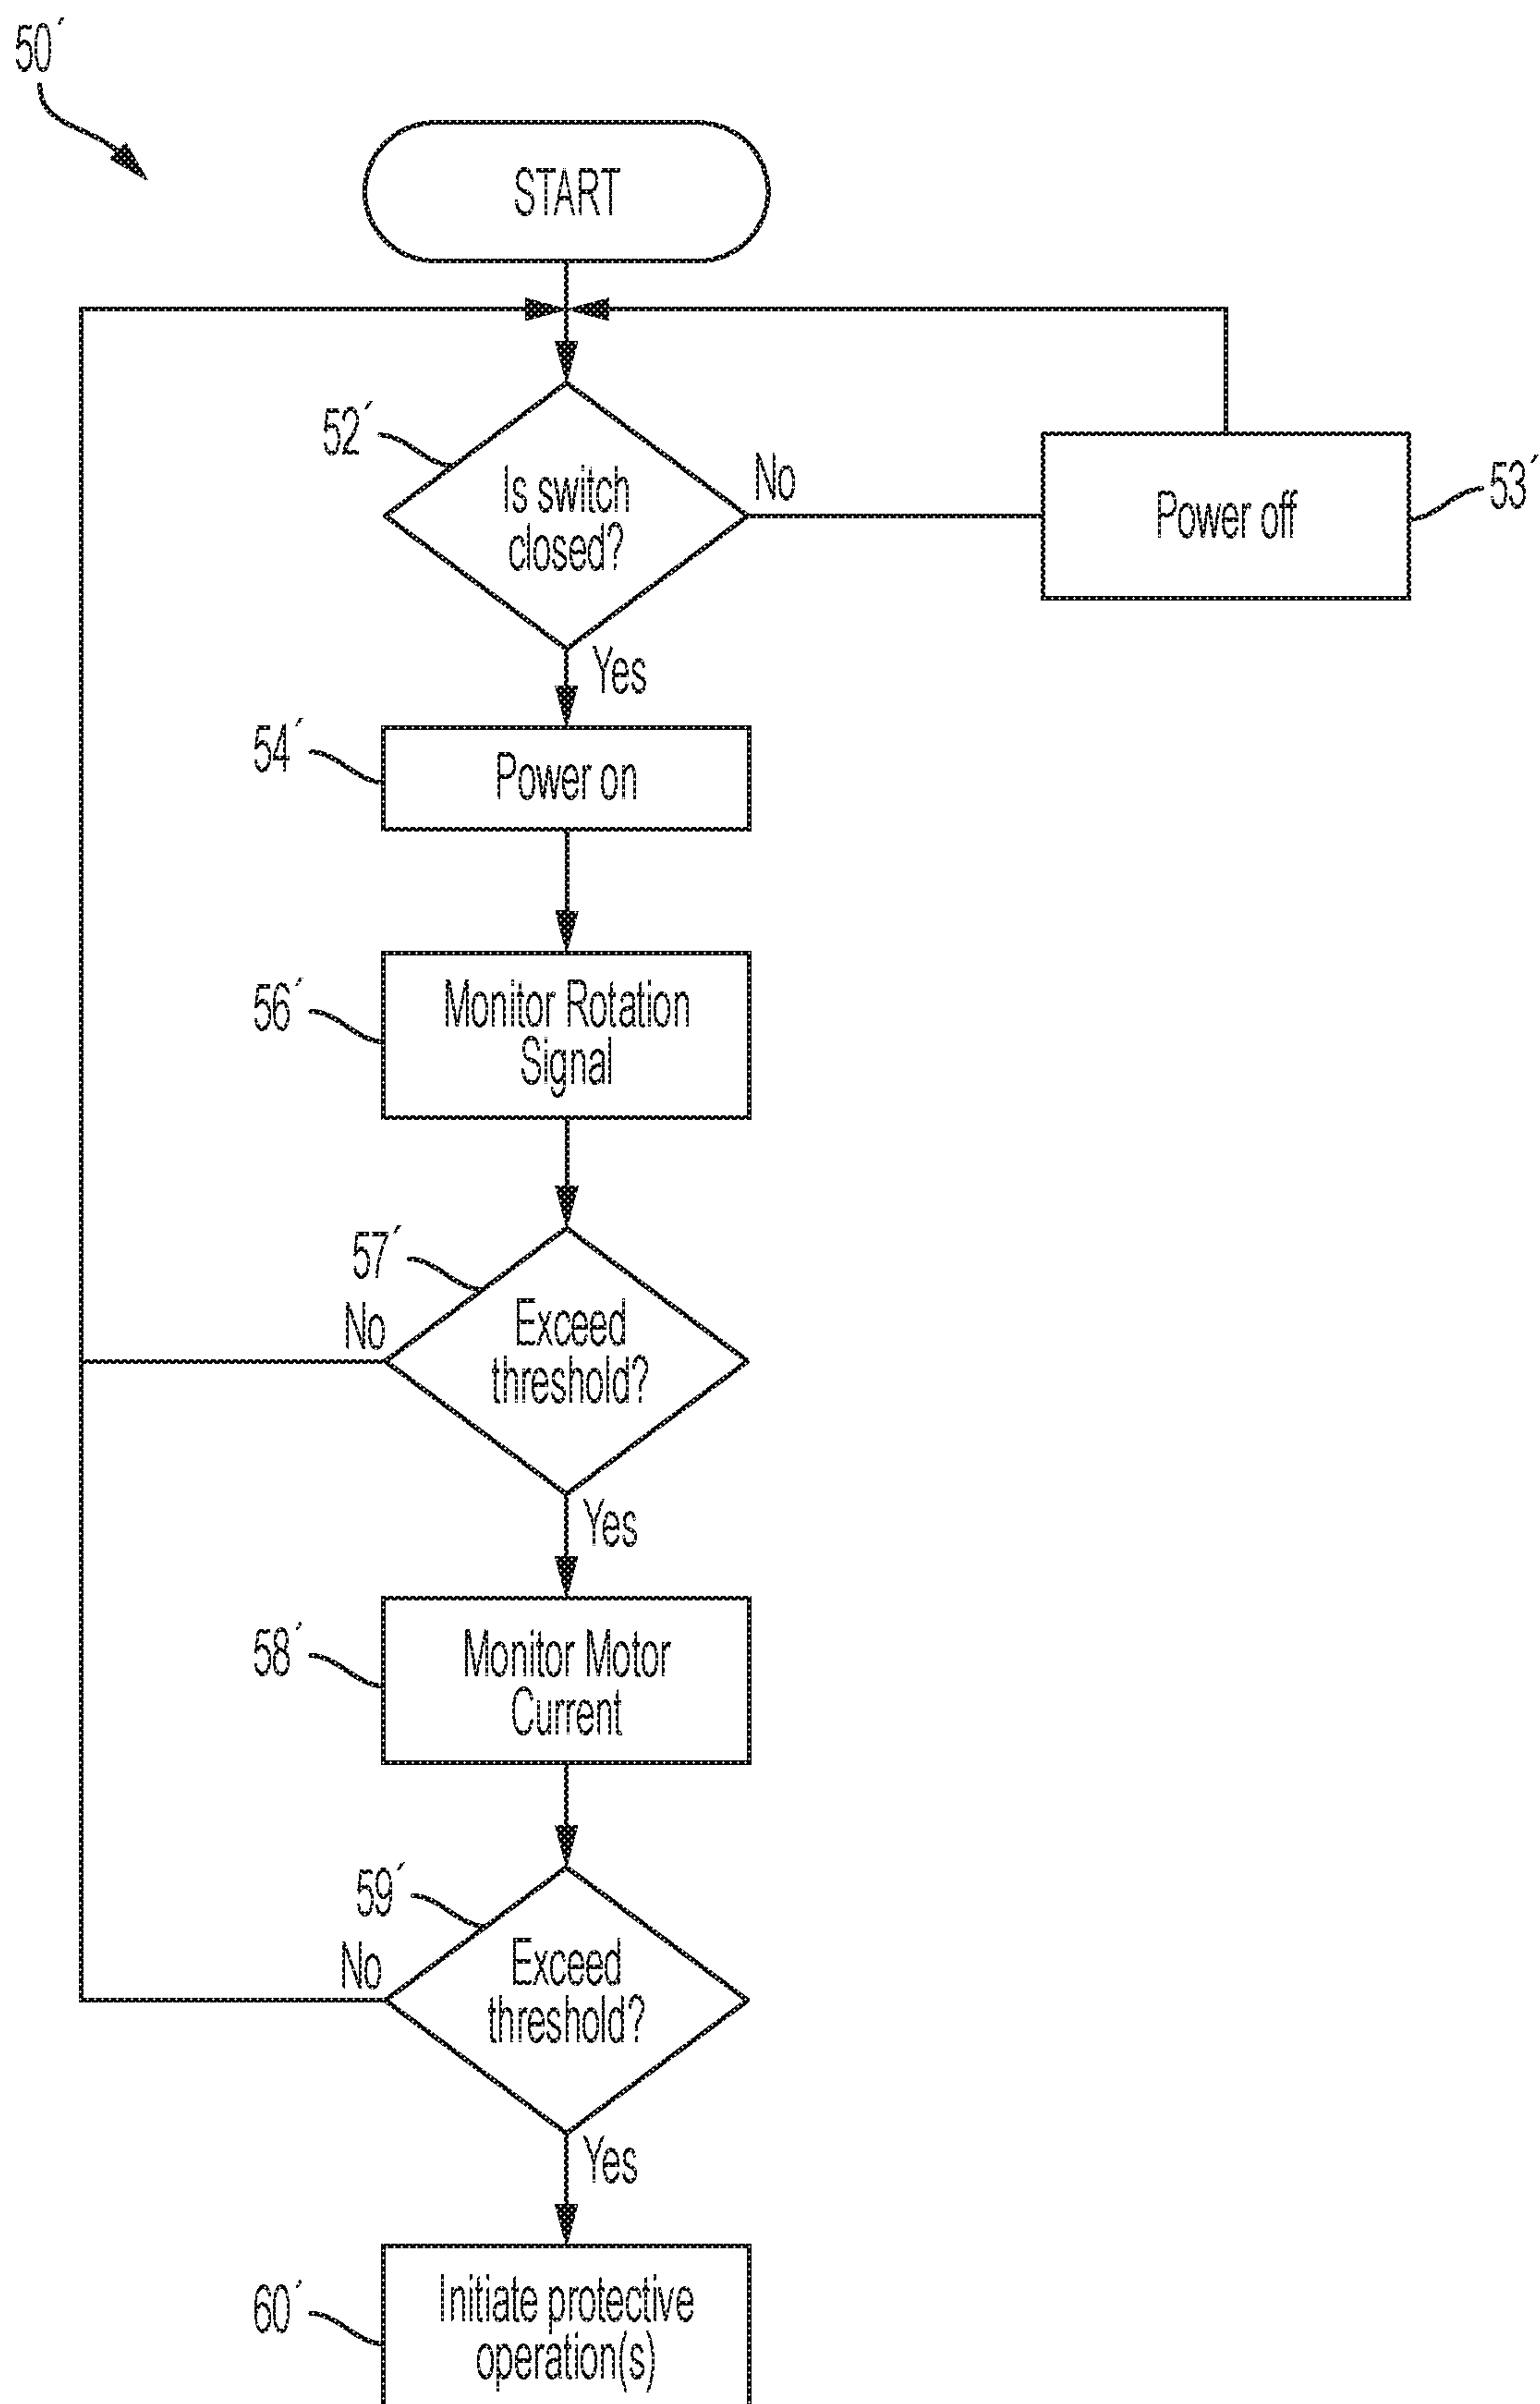 50´
START
52´
Is switch
closed?
No
Power off
53´
Yes
54´
Power on
56´
Monitor Rotation
Signal
57´
No
Exceed
threshold?
Yes
58´
Monitor Motor
Current
59´
No
Exceed
threshold?
Yes
60´
Initiate protective
operation(s)